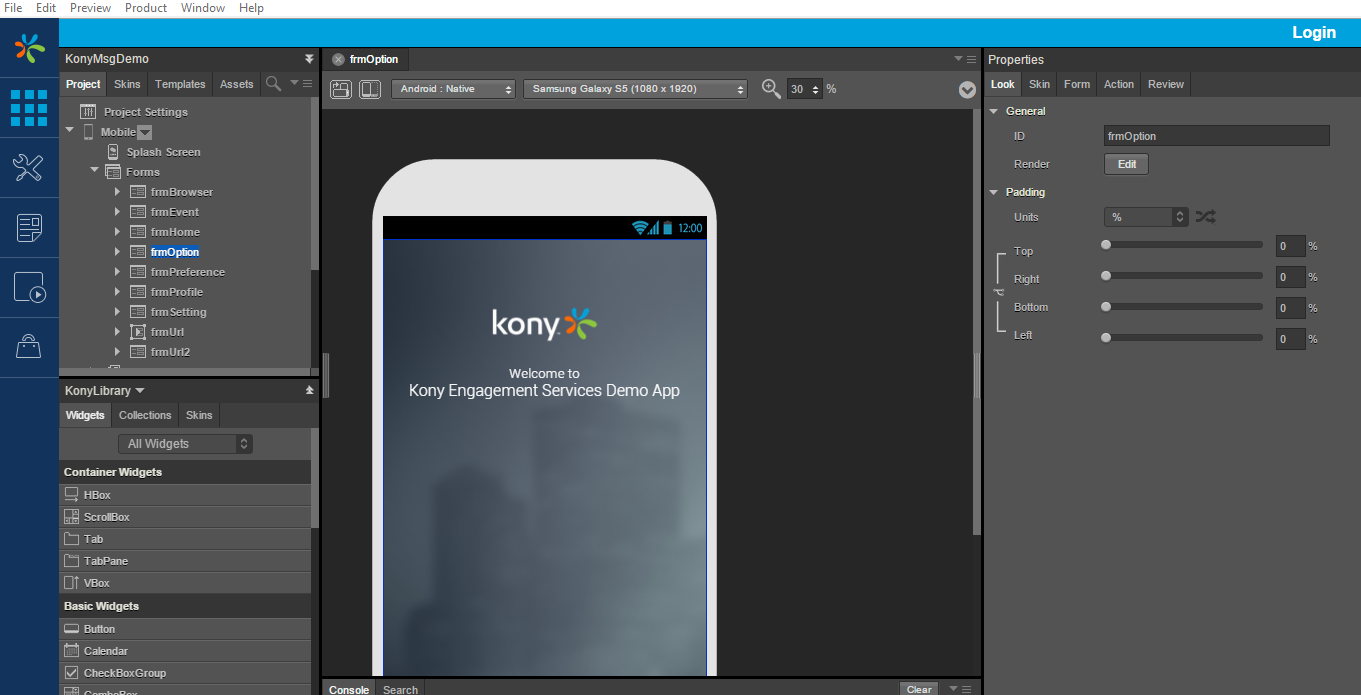 File Edit Preview Product Window Help
Login
KonyMsgDemo
Project Skins Templates Assets
Project Settings
Mobile
Splash Screen
Forms
frmBrowser
frmEvent
frmHome
frmOption
frmPreference
frmProfile
frmSetting
frmUrl
frmUrl2
KonyLibrary
Widgets Collections Skins
All Widgets
Container Widgets
HBox
ScrollBox
Tab
TabPane
VBox
Basic Widgets
Button
Calendar
CheckBoxGroup
ComboBox
frmOption
Android : Native Samsung Galaxy S5 (1080 x 1920) 30 %
12:00
kony
Welcome to
Kony Engagement Services Demo App
Console Search Clear
Properties
Look Skin Form Action Review
General
ID frmOption
Render Edit
Padding
Units %
Top 0 %
Right 0 %
Bottom 0 %
Left 0 %